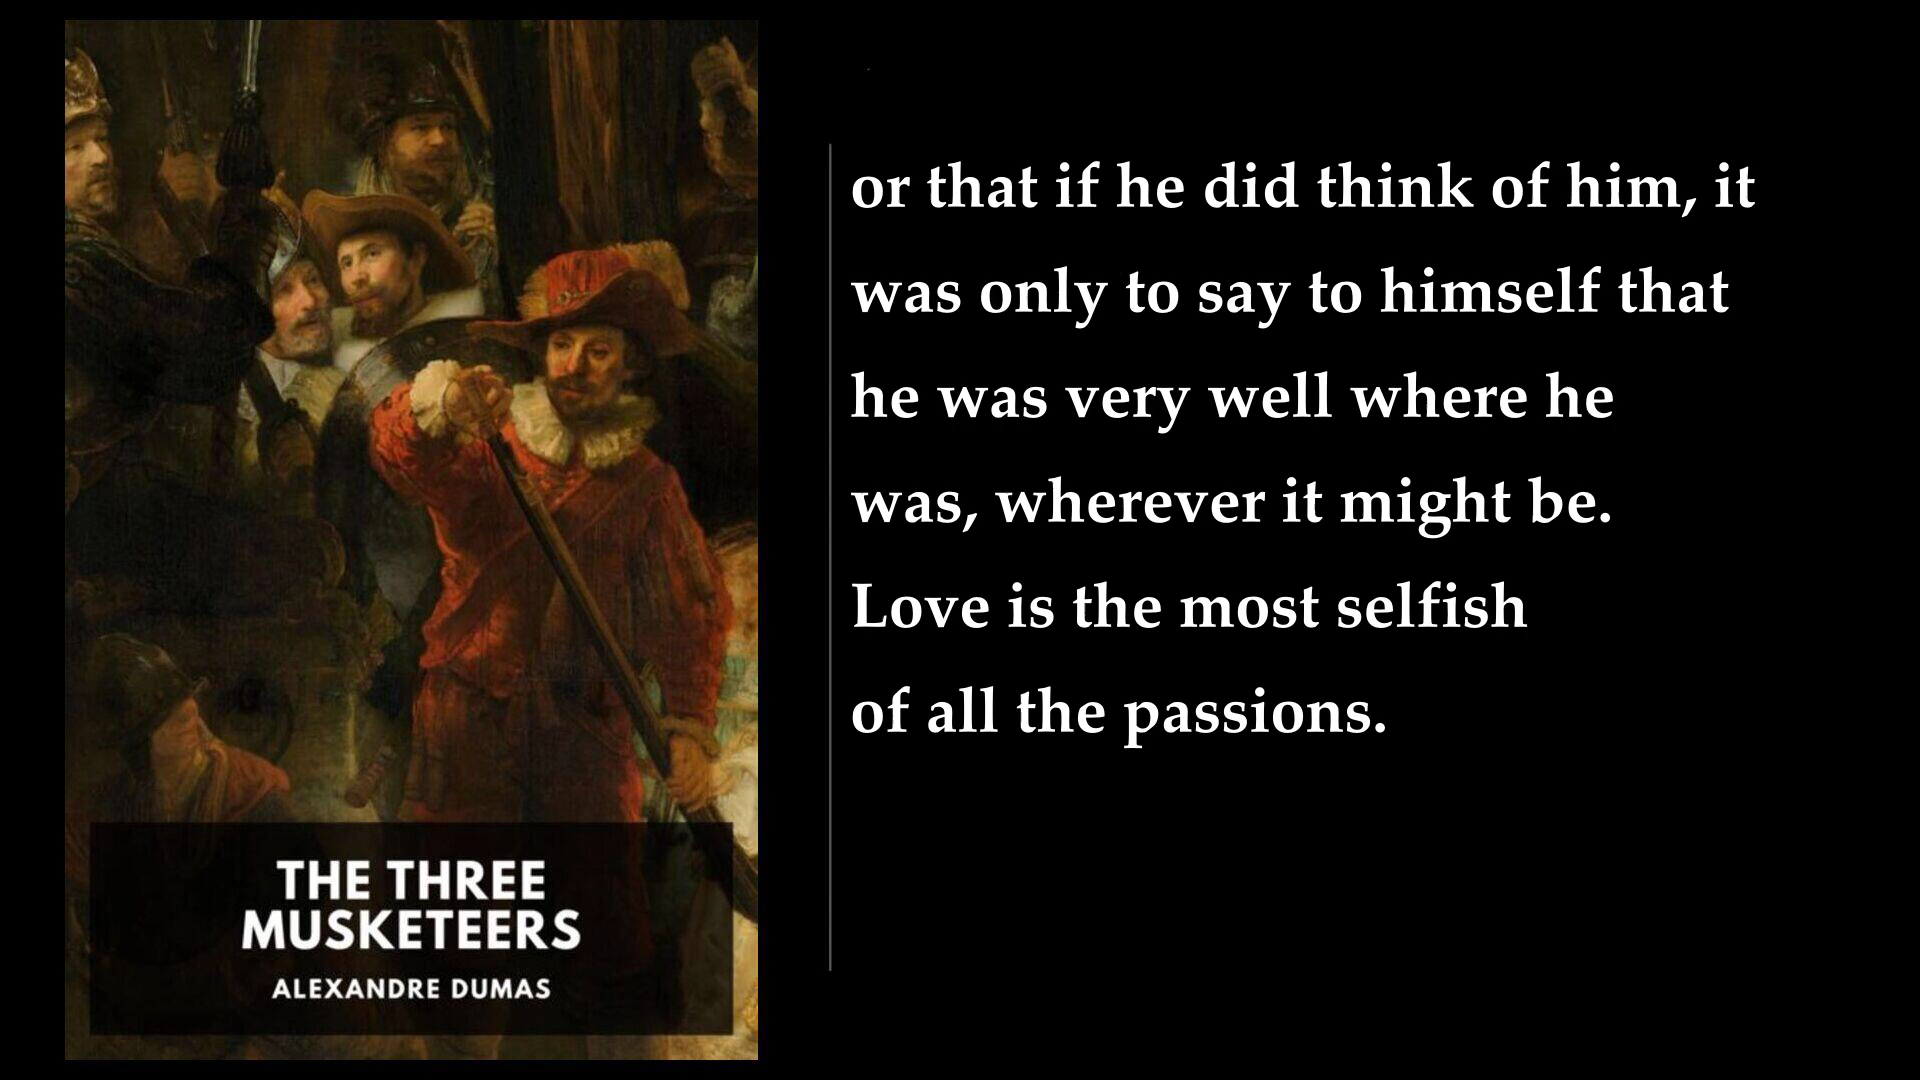 THE THREE
MUSKETEERS
ALEXANDRE DUMAS
or that if he did think of him, it
was only to say to himself that
he was very well where he
was, wherever it might be.
Love is the most selfish
of all the passions.